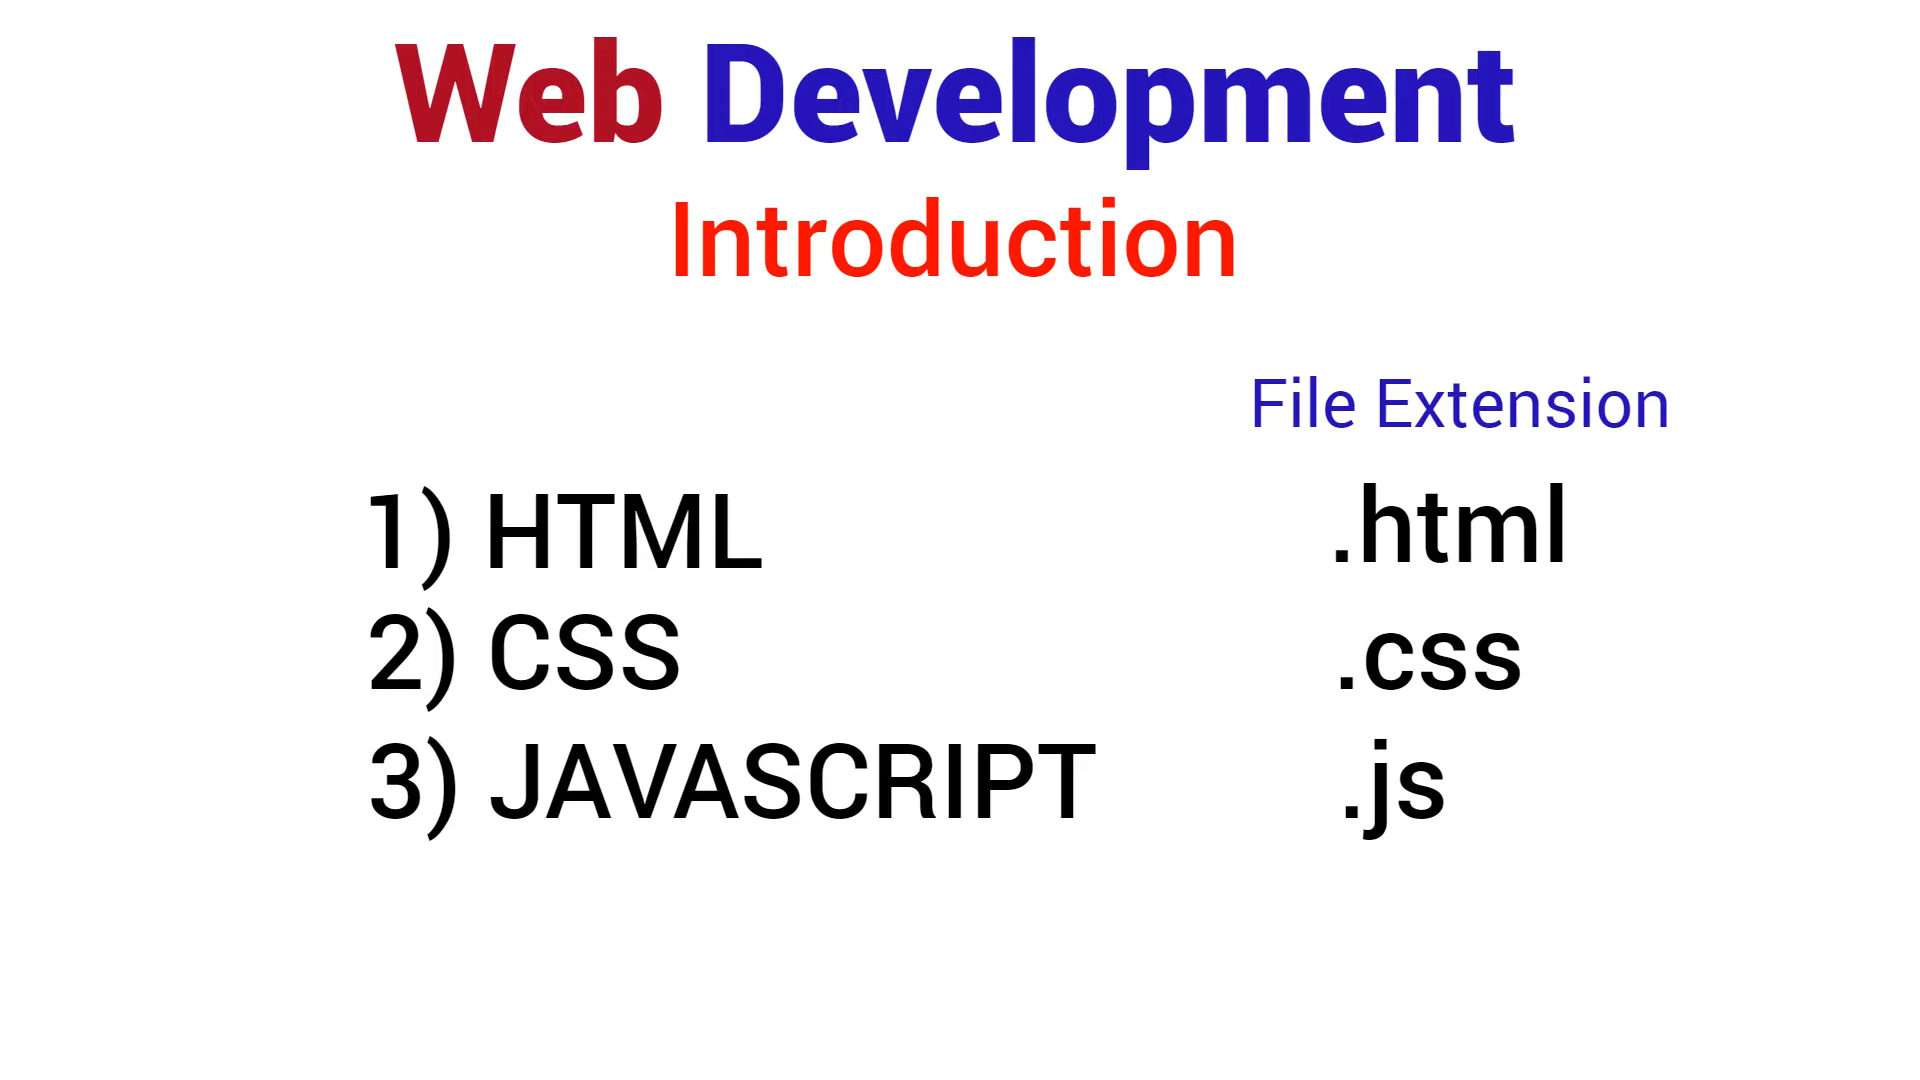 Web Development
Introduction
File Extension
1) HTML .html
2) CSS .css
3) JAVASCRIPT .js